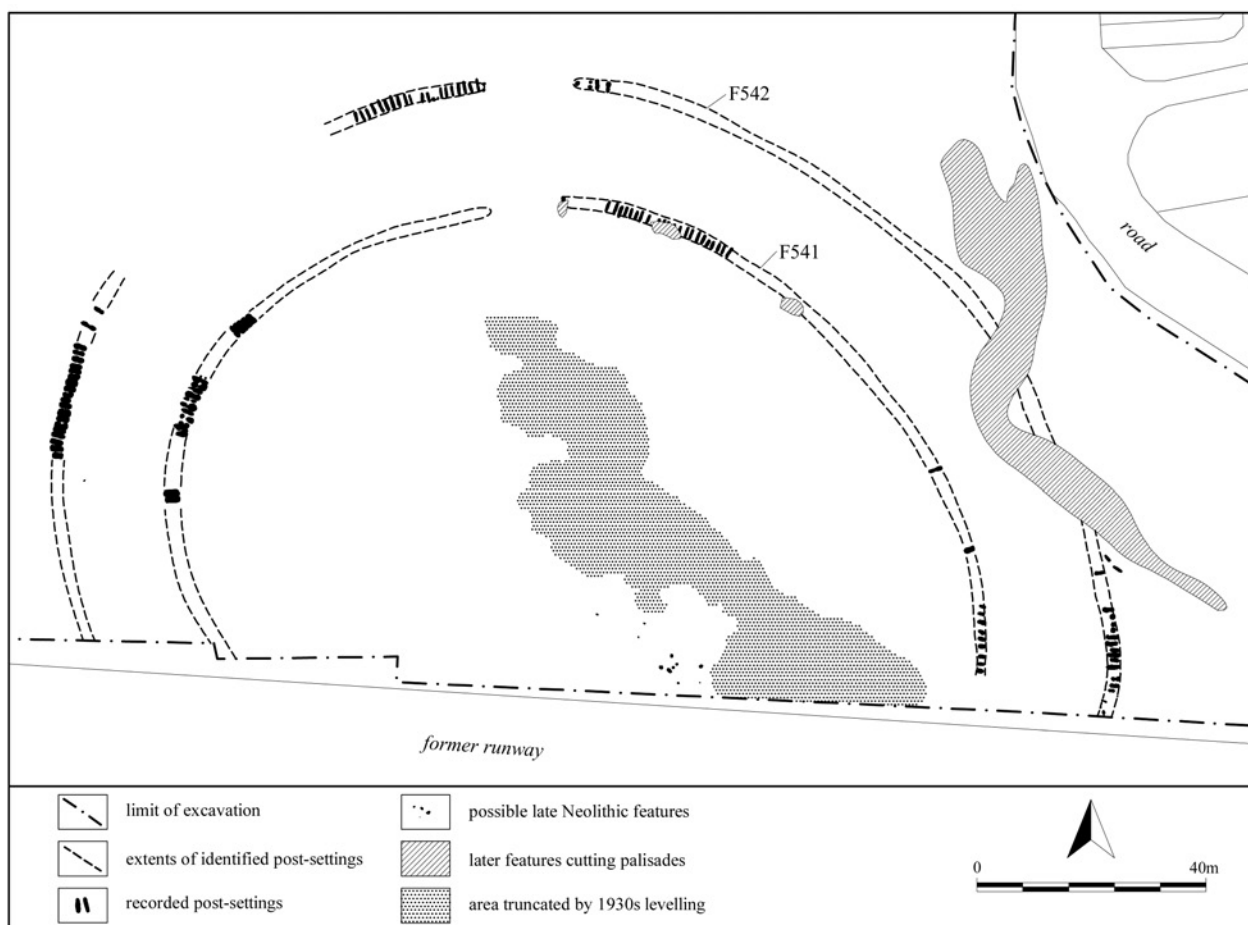 F542
road
F541
former runway
limit of excavation
extents of identified post-settings
recorded post-settings
possible late Neolithic features
later features cutting palisades
area truncated by 1930s levelling
0 40m